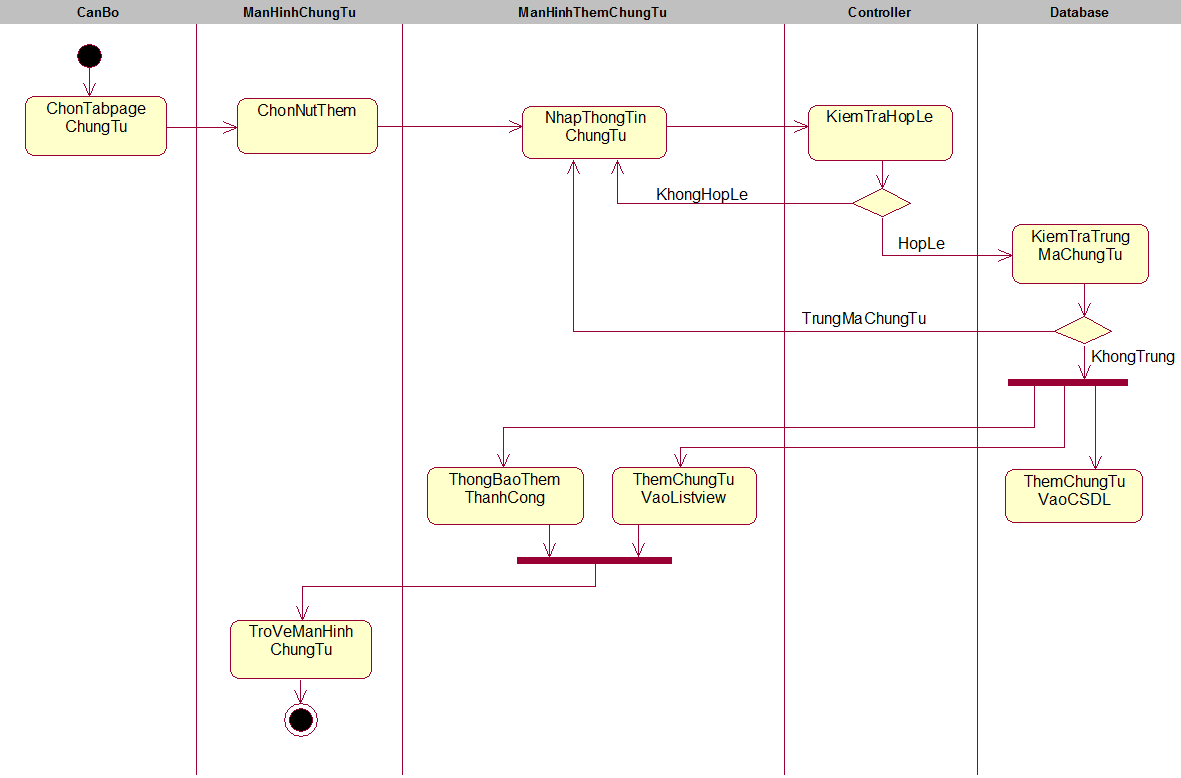 CanBo
ManHinhChungTu
ManHinhThemChungTu
Controller
Database
ChonTabpage
ChungTu
ChonNutThem
NhapThongTin
ChungTu
KiemTraHopLe
KhongHopLe
HopLe
KiemTraTrung
MaChungTu
TrungMaChungTu
KhongTrung
ThongBaoThem
ThanhCong
ThemChungTu
VaoListview
ThemChungTu
VaoCSDL
TroVeManHinh
ChungTu